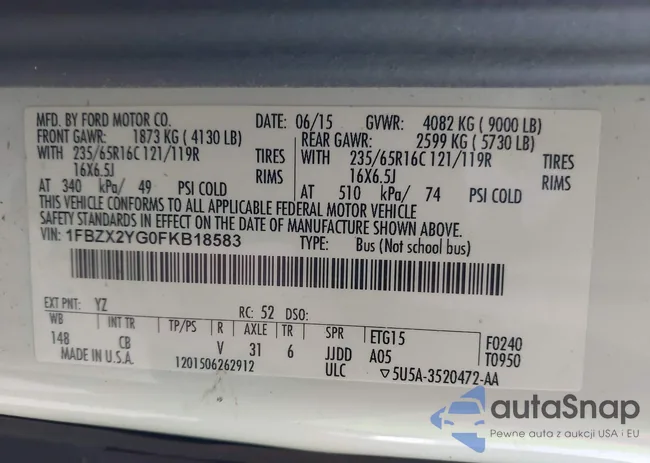 MFD. BY FORD MOTOR CO. DATE: 06/15 GVWR: 4082 KG ( 9000 LB)
FRONT GAWR: 1873 KG ( 4130 LB) REAR GAWR: 2599 KG ( 5730 LB)
WITH 235/65R16C 121/119R TIRES WITH 235/65R16C 121/119R TIRES
16X6.5J RIMS 16X6.5J RIMS
AT 340 kPa/ 49 PSI COLD AT 510 kPa/ 74 PSI COLD
THIS VEHICLE CONFORMS TO ALL APPLICABLE FEDERAL MOTOR VEHICLE
SAFETY STANDARDS IN EFFECT ON THE DATE OF MANUFACTURE SHOWN ABOVE.
VIN: 1FBZX2YG0FKB18583 TYPE: Bus (Not school bus)
EXT PNT: YZ RC: 52 DSO:
WB INT TR TP/PS R AXLE TR SPR ETG15 F0240
148 CB V 31 6 JJDD A05 T0950
MADE IN U.S.A. 1201506262912 ULC ▽5U5A-3520472-AA
autaSnap
Pewne auta z aukcji USA i EU